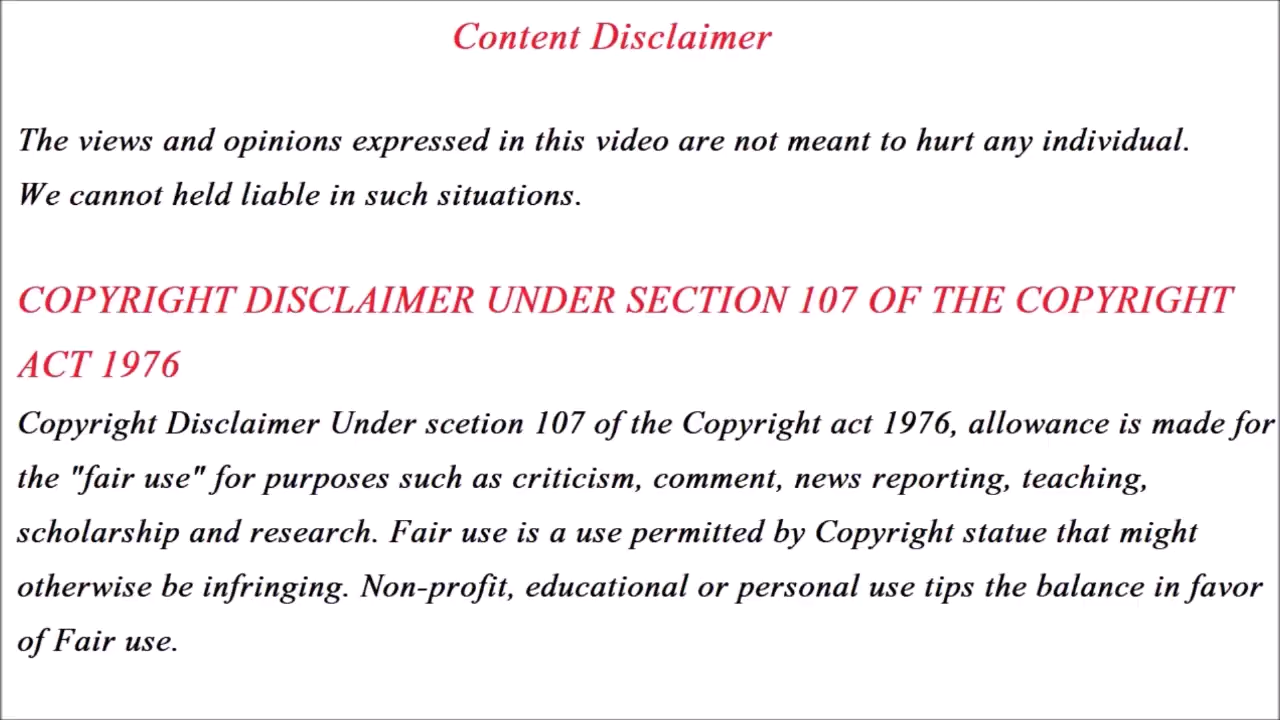 Content Disclaimer
The views and opinions expressed in this video are not meant to hurt any individual.
We cannot held liable in such situations.
COPYRIGHT DISCLAIMER UNDER SECTION 107 OF THE COPYRIGHT
ACT 1976
Copyright Disclaimer Under scetion 107 of the Copyright act 1976, allowance is made for
the "fair use" for purposes such as criticism, comment, news reporting, teaching,
scholarship and research. Fair use is a use permitted by Copyright statue that might
otherwise be infringing. Non-profit, educational or personal use tips the balance in favor
of Fair use.